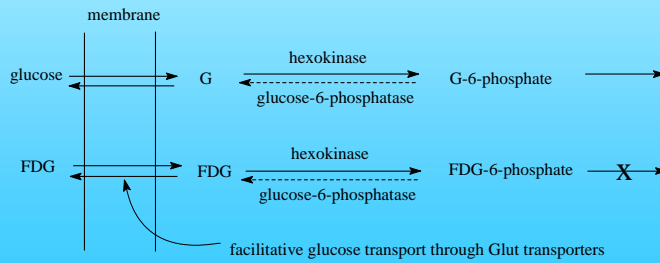 membrane
glucose
G
hexokinase
glucose-6-phosphatase
G-6-phosphate
FDG
FDG
hexokinase
glucose-6-phosphatase
FDG-6-phosphate
X
facilitative glucose transport through Glut transporters